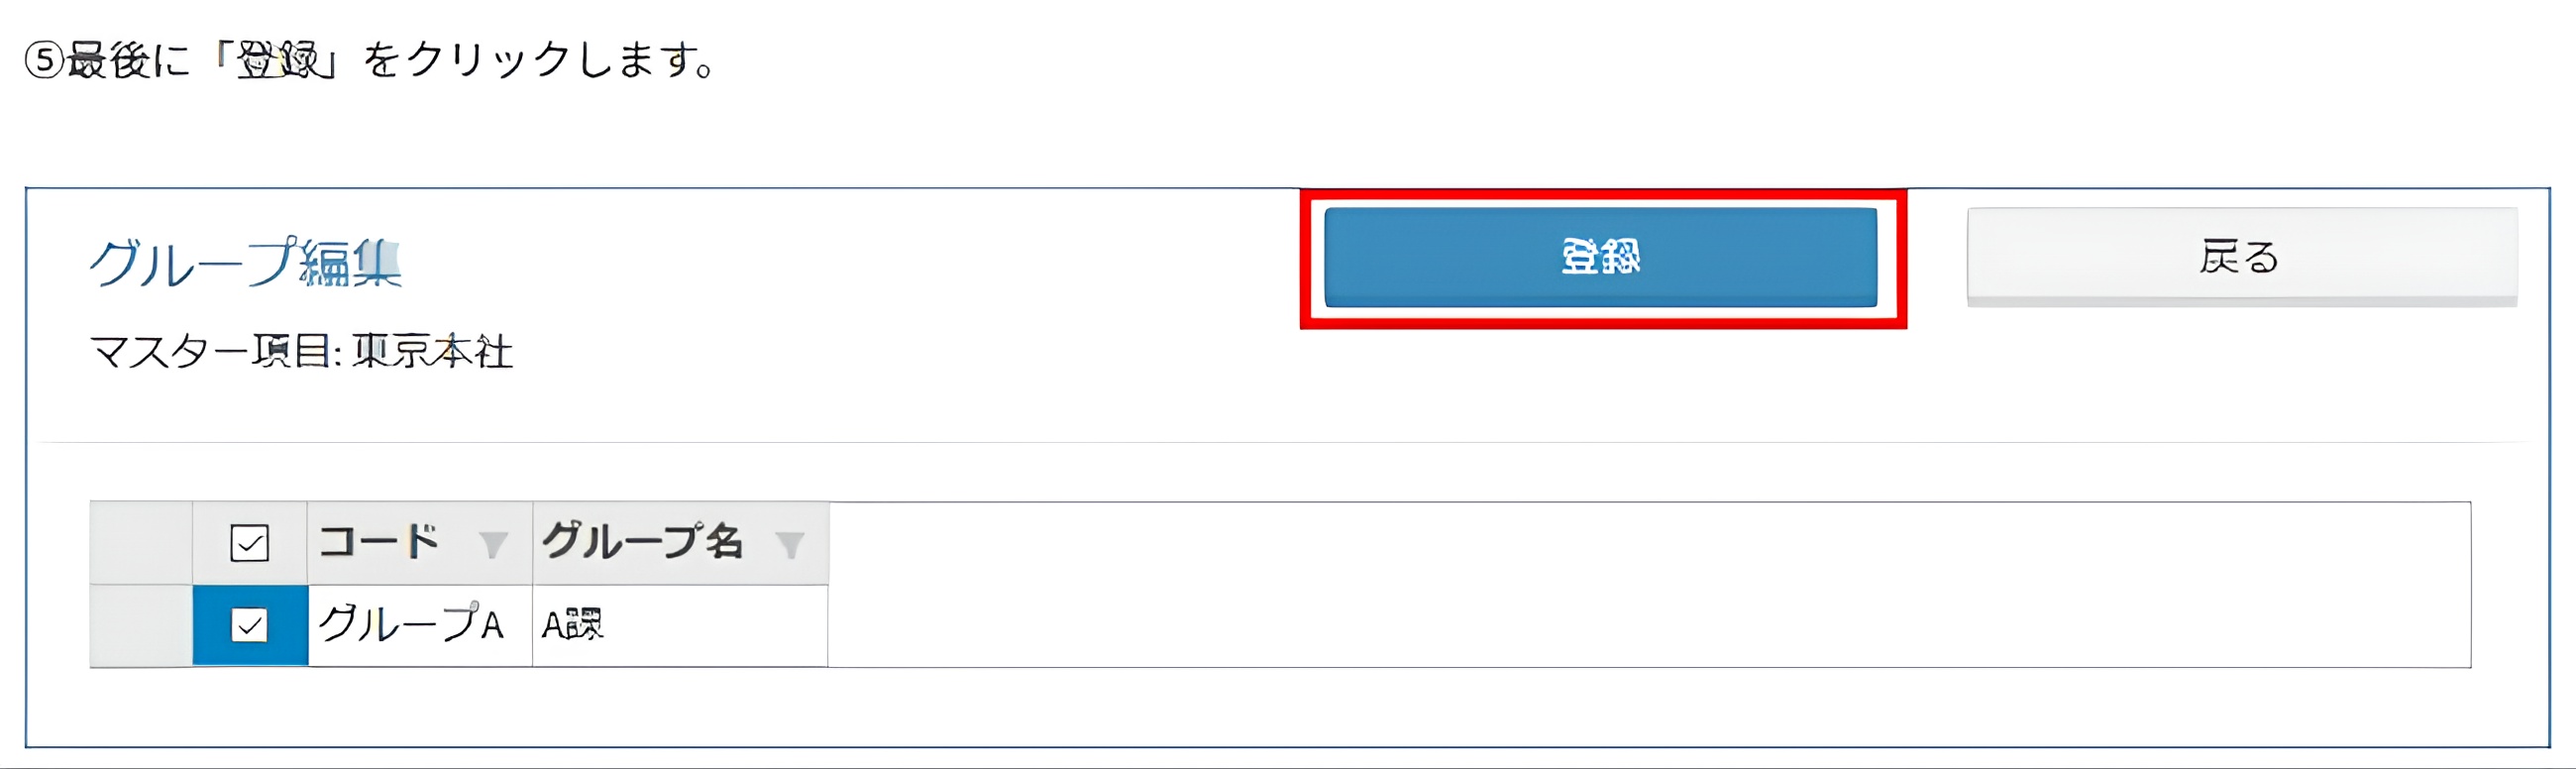 ⑤最後に「登録」をクリックします。
グループ編集
登録
戻る
マスター項目: 東京本社
コード
グループ名
グループA
A課